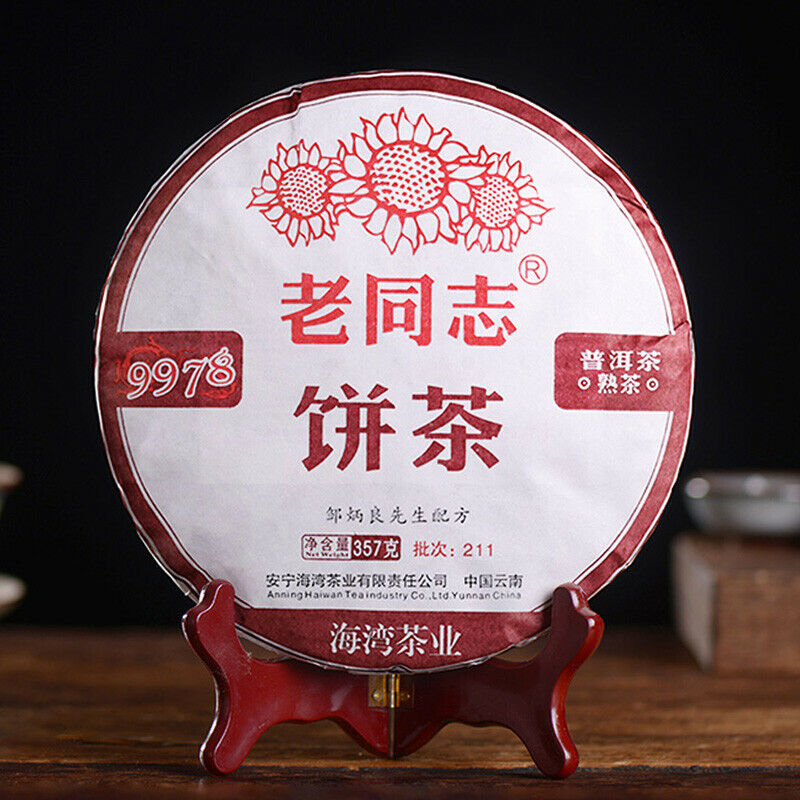 老同志®
9978
普洱茶
熟茶
饼茶
邹炳良先生配方
净含量 357克 批次：211
Net Weight
安宁海湾茶业有限责任公司 中国云南
Anning Haiwan Tea Industry Co.,Ltd.Yunnan China
海湾茶业